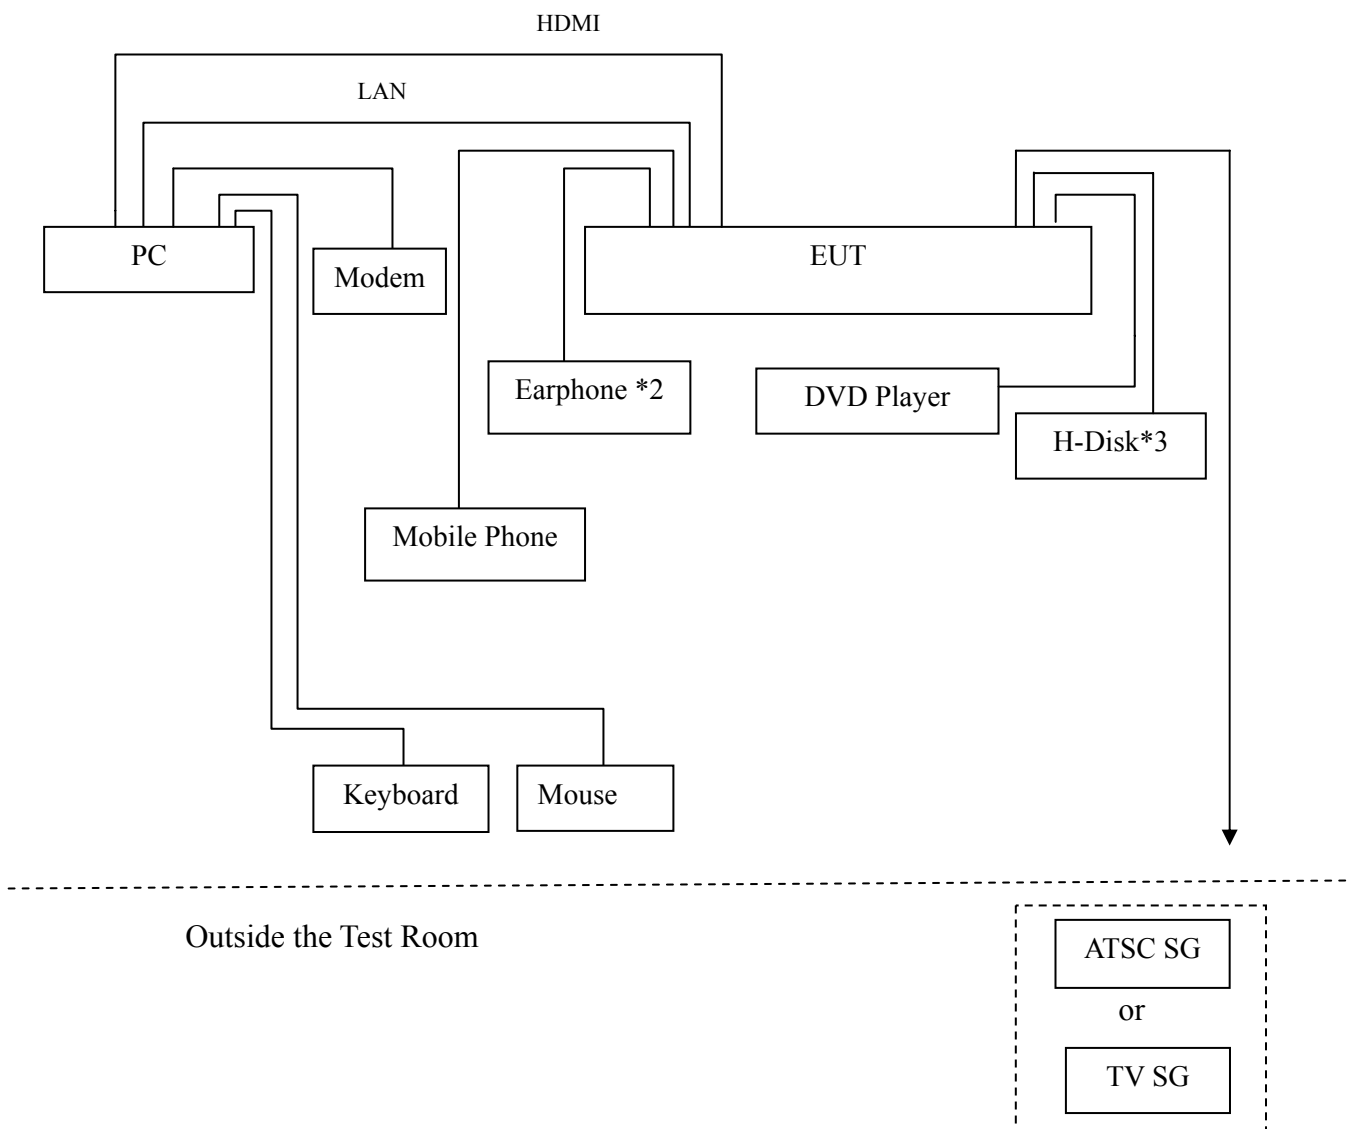 HDMI
LAN
PC
Modem
EUT
Earphone *2
DVD Player
H-Disk*3
Mobile Phone
Keyboard
Mouse
Outside the Test Room
ATSC SG
or
TV SG